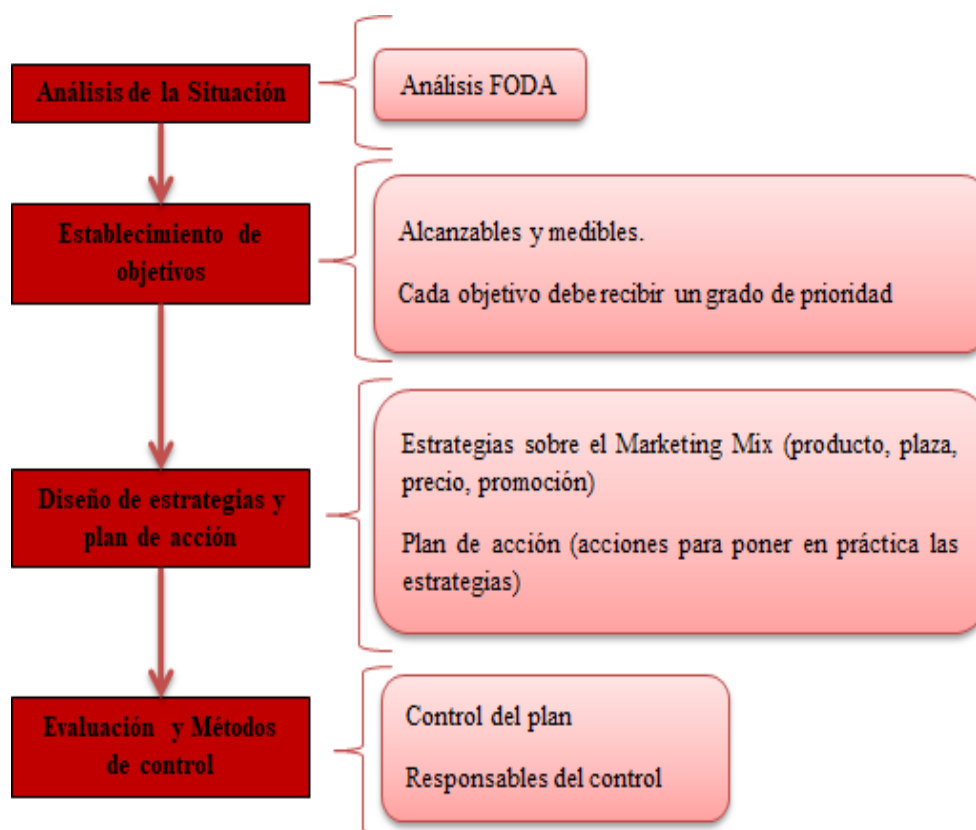 Análisis de la Situación
Análisis FODA
Establecimiento de
objetivos
Alcanzables y medibles.
Cada objetivo debe recibir un grado de prioridad
Diseño de estrategias y
plan de acción
Estrategias sobre el Marketing Mix (producto, plaza,
precio, promoción)
Plan de acción (acciones para poner en práctica las
estrategias)
Evaluación y Métodos
de control
Control del plan
Responsables del control